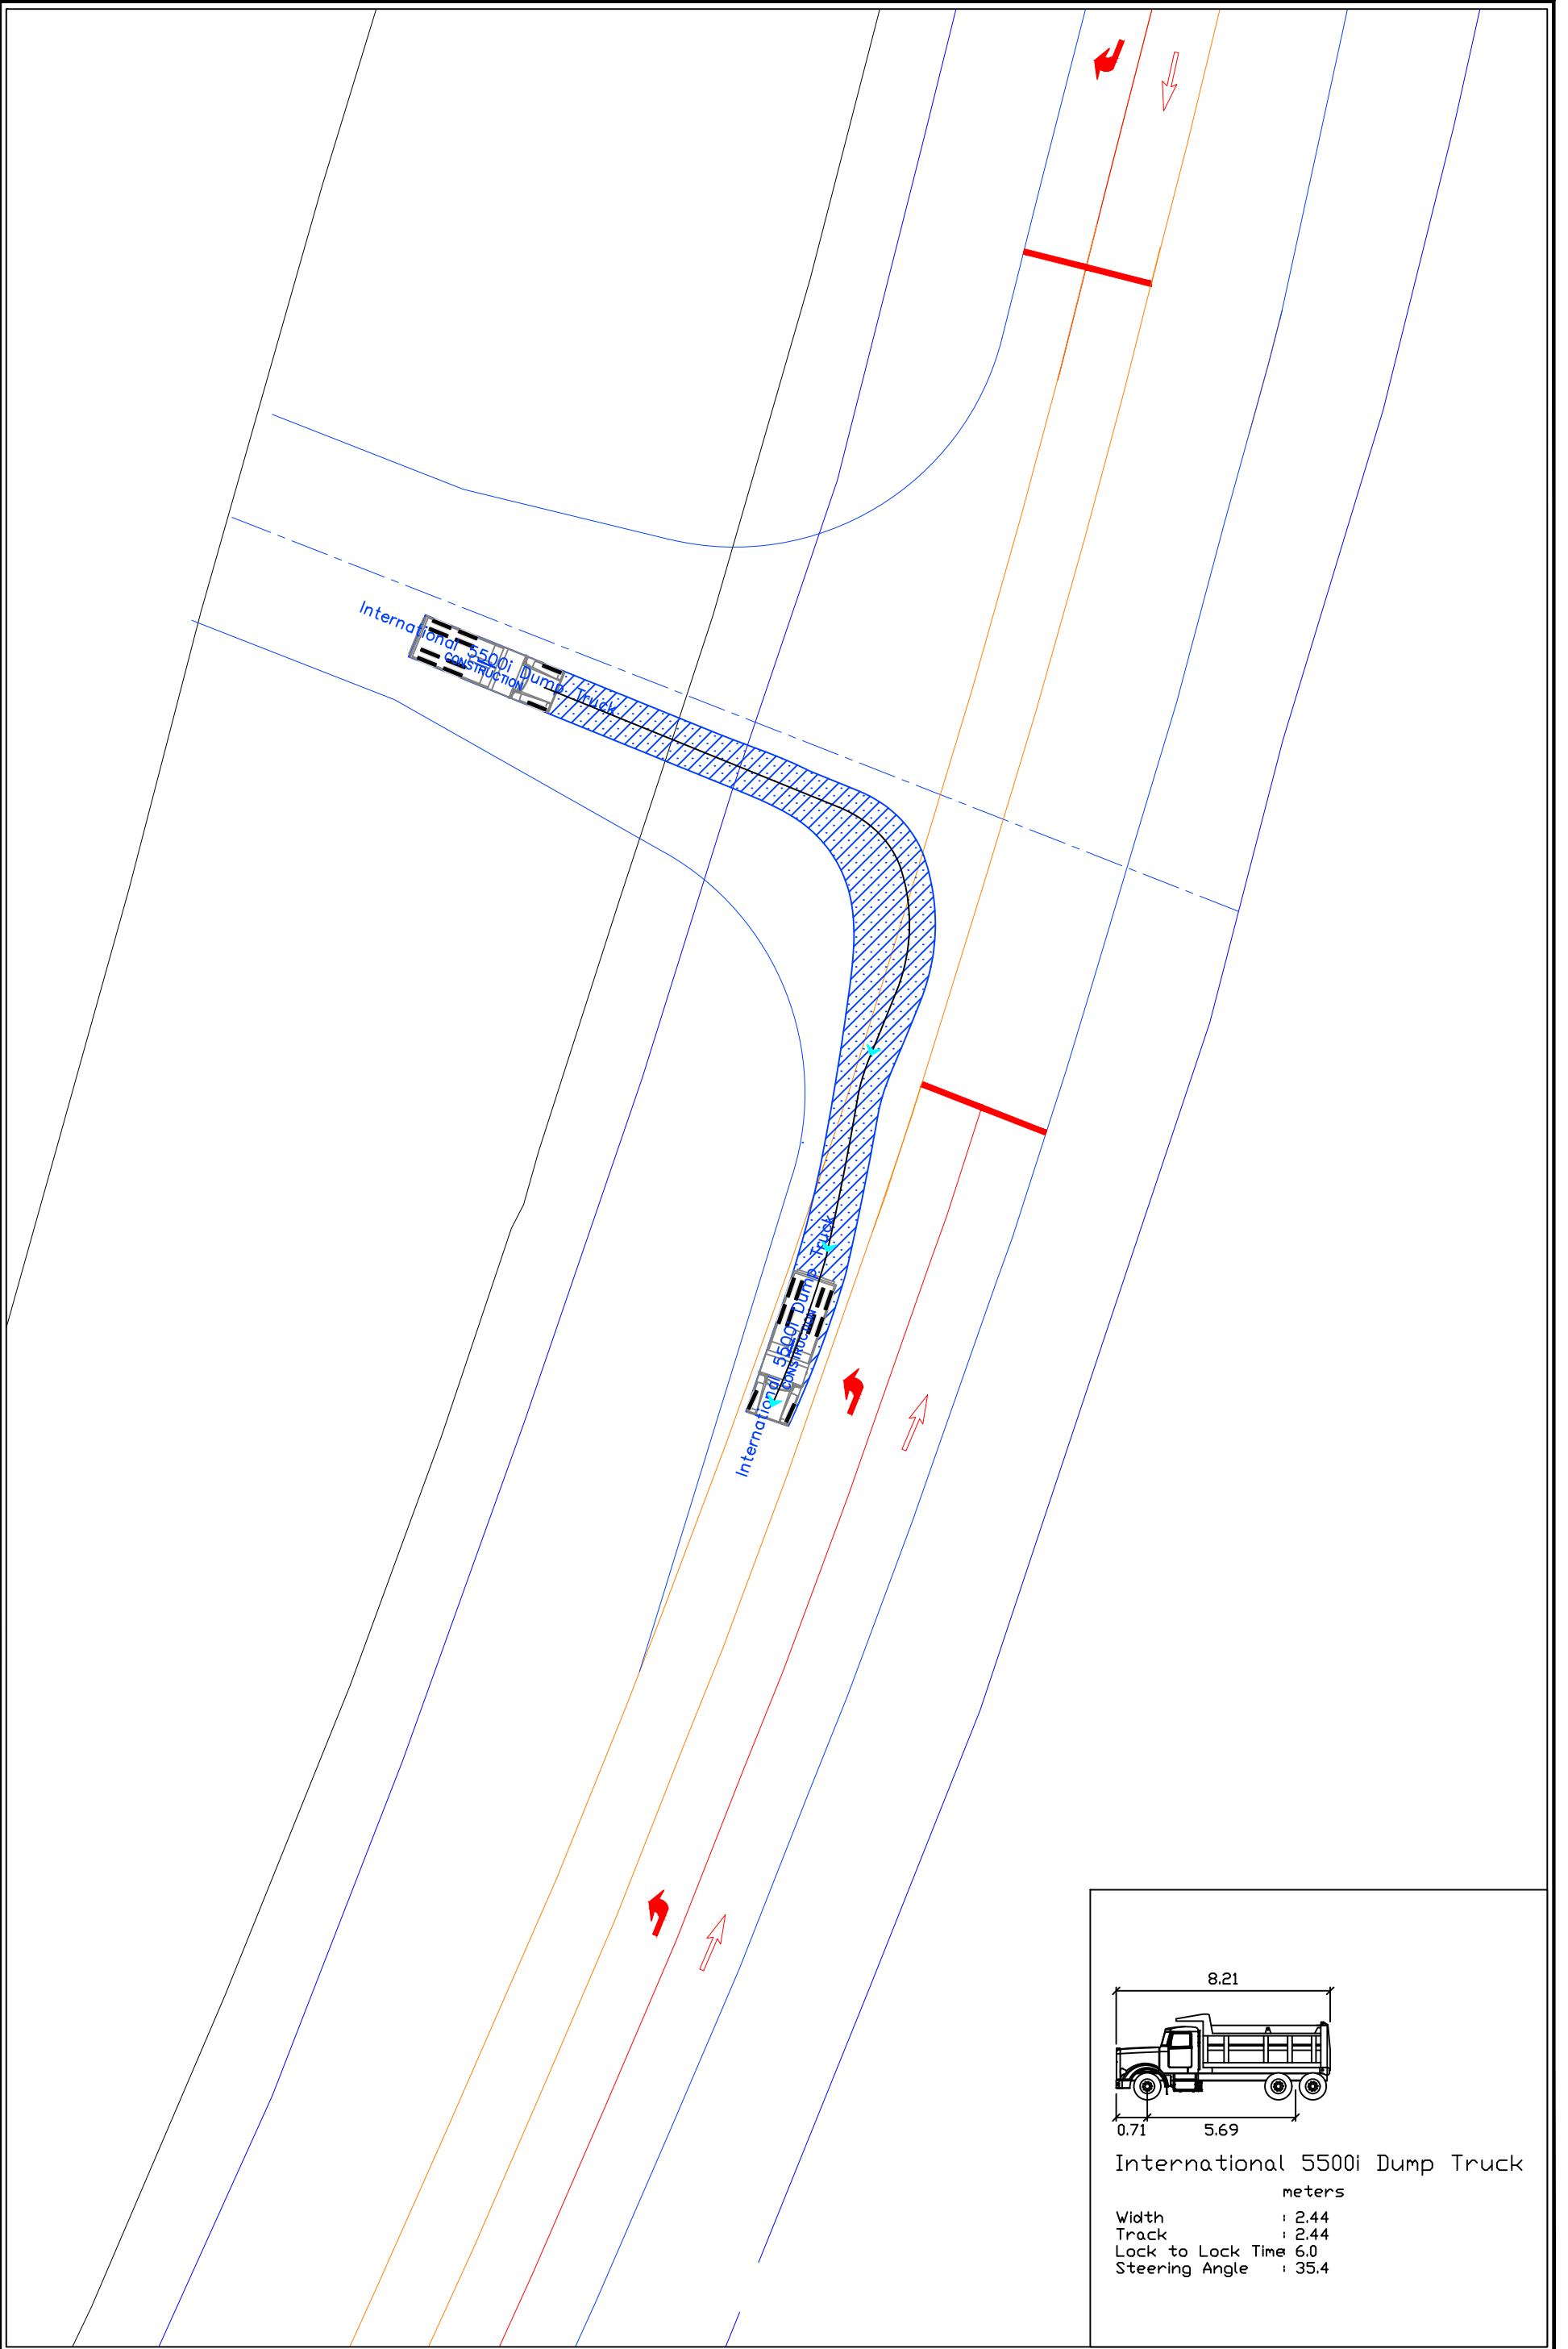 International 5500i Dump Truck
CONSTRUCTION
International 5500i Dump Truck
CONSTRUCTION
8.21
0.71 5.69
International 5500i Dump Truck
meters
Width : 2.44
Track : 2.44
Lock to Lock Time : 6.0
Steering Angle : 35.4